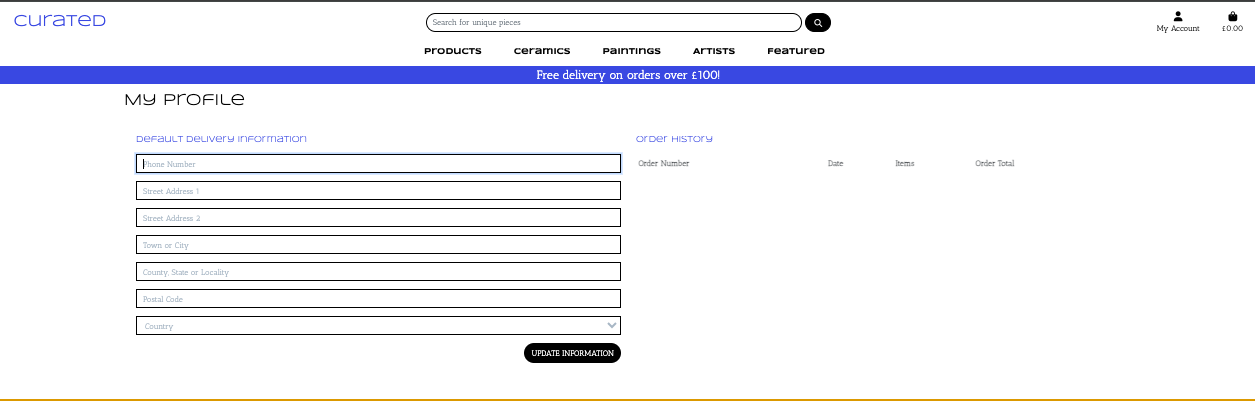 Curated
Search for unique pieces
My Account
£0.00
Products Ceramics Paintings Artists Featured
Free delivery on orders over £100!
My Profile
Default Delivery Information
Phone Number
Street Address 1
Street Address 2
Town or City
County, State or Locality
Postal Code
Country
UPDATE INFORMATION
Order History
Order Number Date Items Order Total